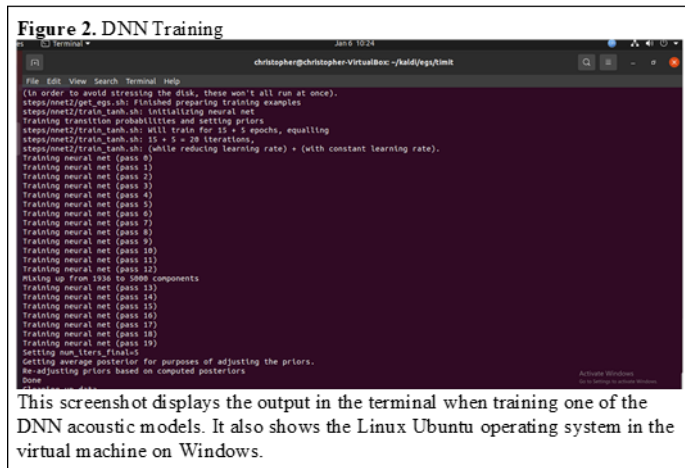 Figure 2. DNN Training
es Terminal Jan 6 10:24
christopher@christopher-VirtualBox: ~/kaldi/egs/timit
File Edit View Search Terminal Help
(in order to avoid stressing the disk, these won't all run at once).
steps/nnet2/get_egs.sh: Finished preparing training examples
steps/nnet2/train_tanh.sh: initializing neural net
Training transition probabilities and setting priors
steps/nnet2/train_tanh.sh: Will train for 15 + 5 epochs, equalling
steps/nnet2/train_tanh.sh: 15 + 5 = 20 iterations,
steps/nnet2/train_tanh.sh: (while reducing learning rate) + (with constant learning rate).
Training neural net (pass 0)
Training neural net (pass 1)
Training neural net (pass 2)
Training neural net (pass 3)
Training neural net (pass 4)
Training neural net (pass 5)
Training neural net (pass 6)
Training neural net (pass 7)
Training neural net (pass 8)
Training neural net (pass 9)
Training neural net (pass 10)
Training neural net (pass 11)
Training neural net (pass 12)
Mixing up from 1936 to 5000 components
Training neural net (pass 13)
Training neural net (pass 14)
Training neural net (pass 15)
Training neural net (pass 16)
Training neural net (pass 17)
Training neural net (pass 18)
Training neural net (pass 19)
Setting num_iters_final=5
Getting average posterior for purposes of adjusting the priors.
Re-adjusting priors based on computed posteriors
Done
Cleaning up data
Activate Windows
Go to Settings to activate Windows.
This screenshot displays the output in the terminal when training one of the
DNN acoustic models. It also shows the Linux Ubuntu operating system in the
virtual machine on Windows.